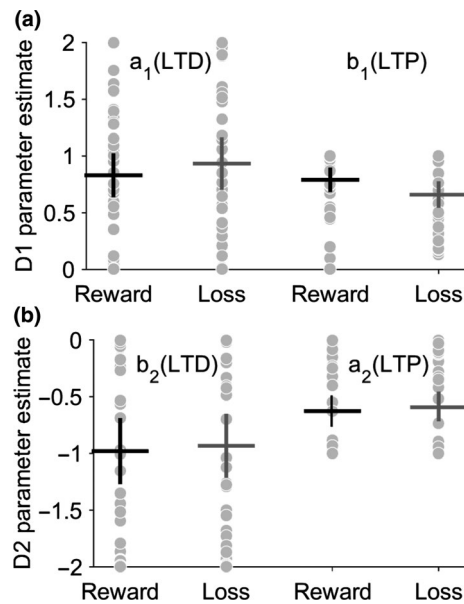 (a)
D1 parameter estimate
2
1.5
1
0.5
0
a1(LTD)
b1(LTP)
Reward Loss Reward Loss
(b)
D2 parameter estimate
0
−0.5
−1
−1.5
−2
b2(LTD)
a2(LTP)
Reward Loss Reward Loss